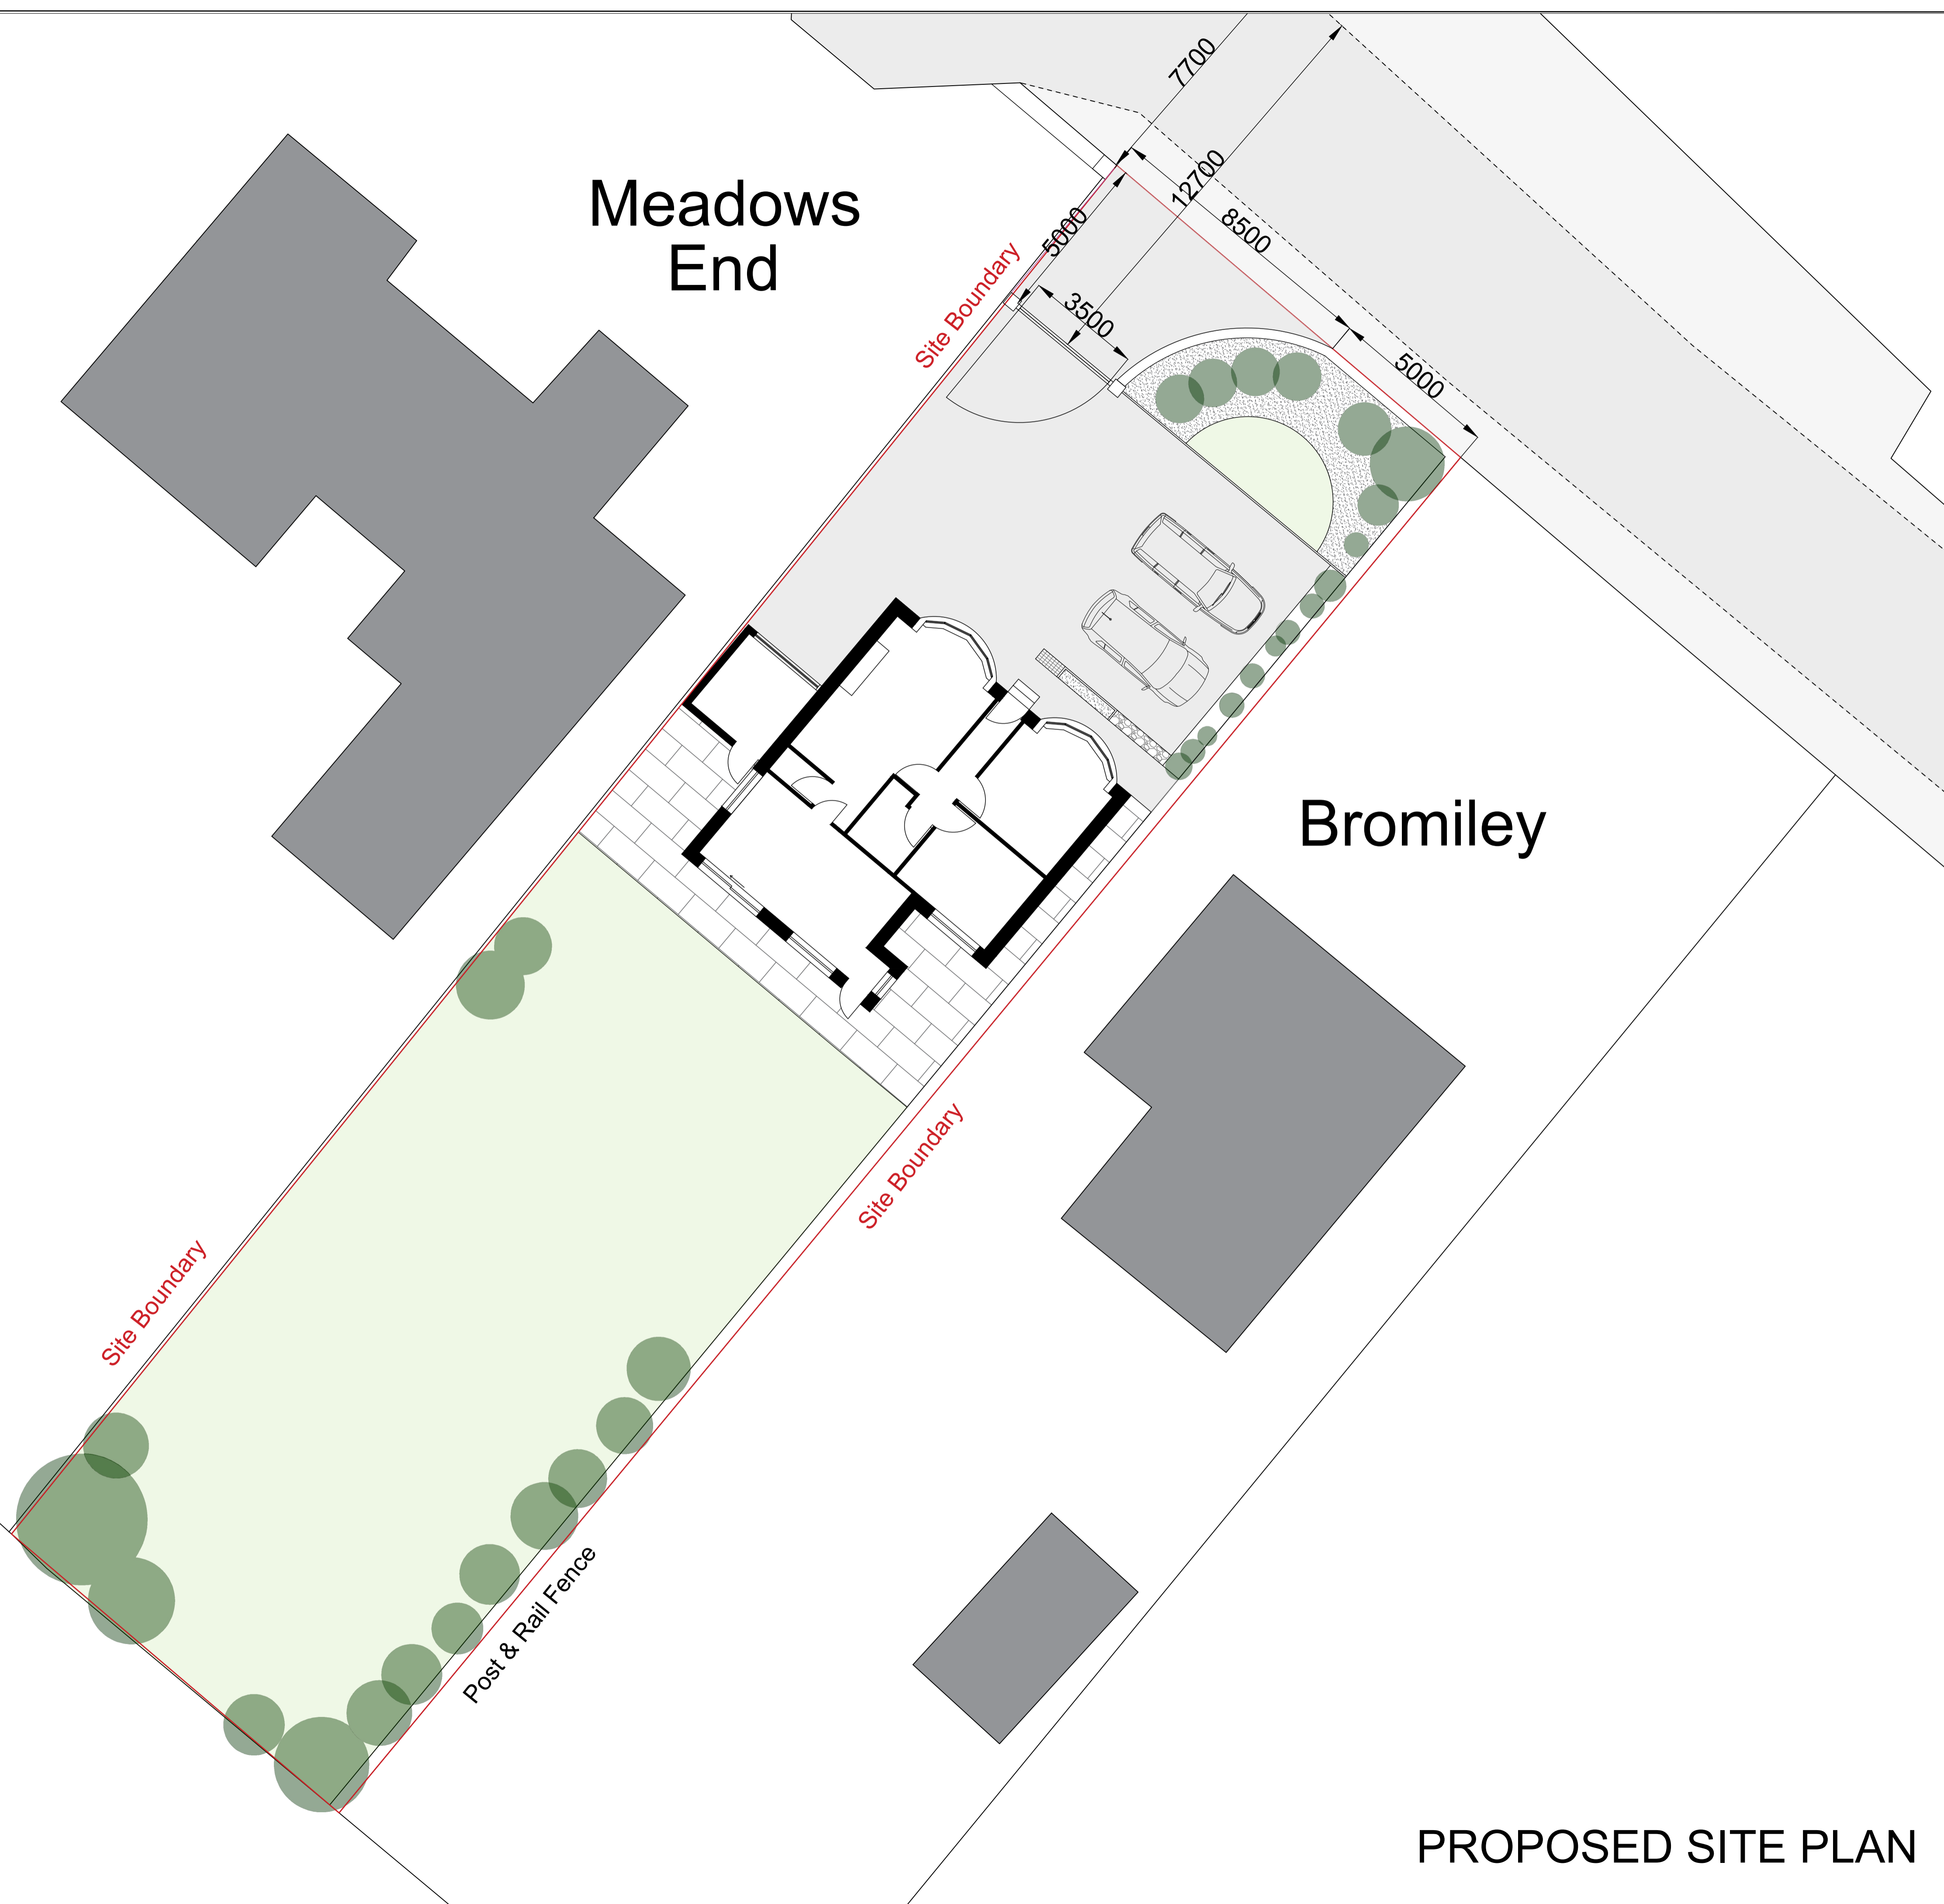 7700
12700
Meadows
End
5000
8500
Site Boundary
3500
5000
Bromiley
Site Boundary
Site Boundary
Post & Rail Fence
PROPOSED SITE PLAN